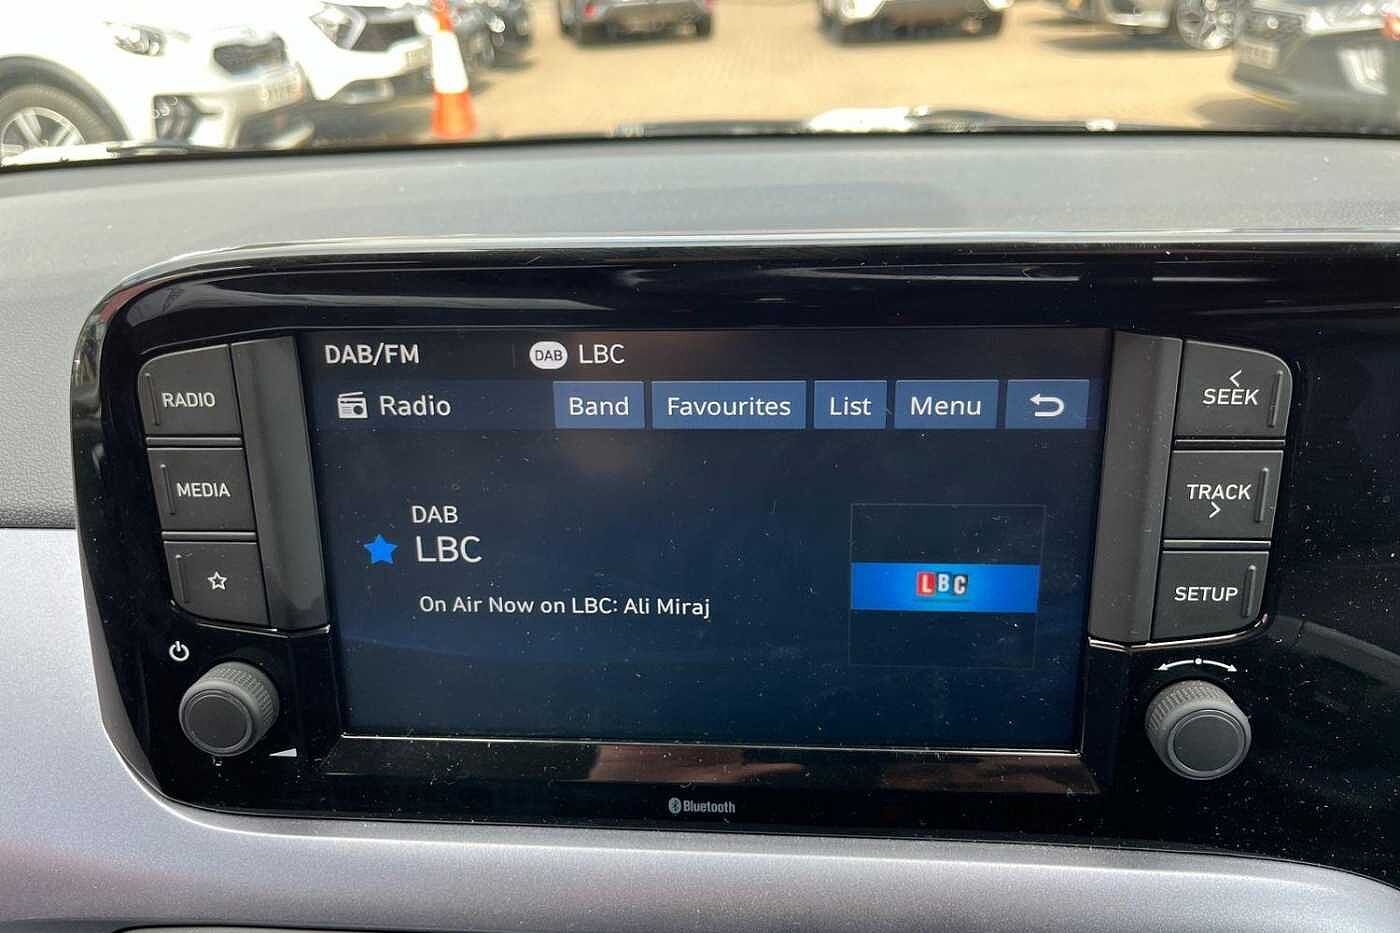 DAB/FM
DAB LBC
Radio
Band
Favourites
List
Menu
DAB
LBC
On Air Now on LBC: Ali Miraj
LBC
RADIO
MEDIA
SEEK
TRACK
SETUP
Bluetooth